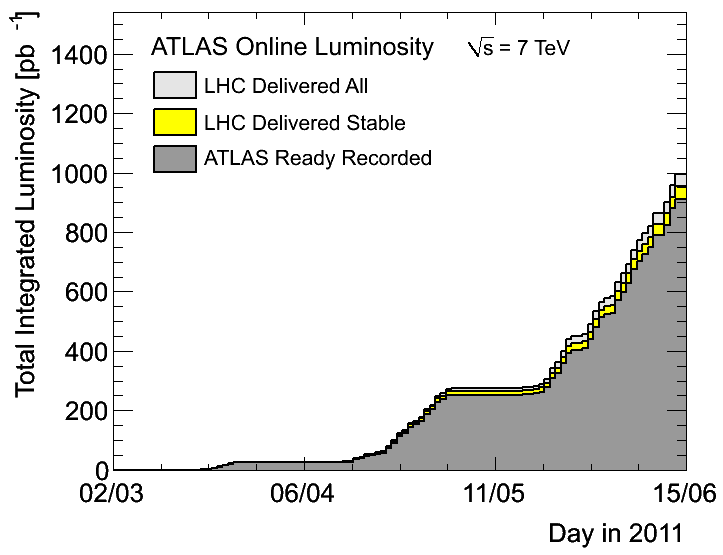 Total Integrated Luminosity [pb⁻¹]
ATLAS Online Luminosity √s = 7 TeV
LHC Delivered All
LHC Delivered Stable
ATLAS Ready Recorded
1400
1200
1000
800
600
400
200
0
02/03 06/04 11/05 15/06
Day in 2011